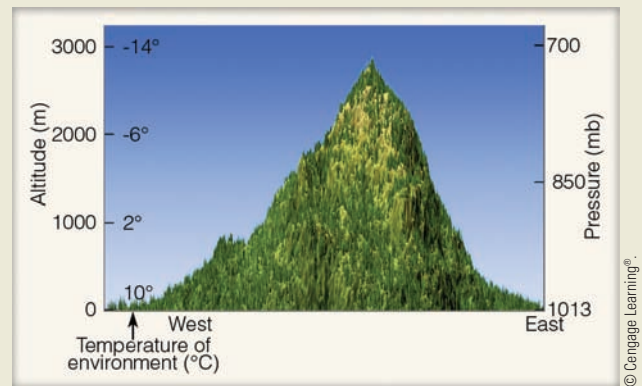 3000
-14°
700
2000
-6°
850
1000
2°
10°
0
1013
Altitude (m)
Pressure (mb)
West
East
Temperature of
environment (°C)
© Cengage Learning®.